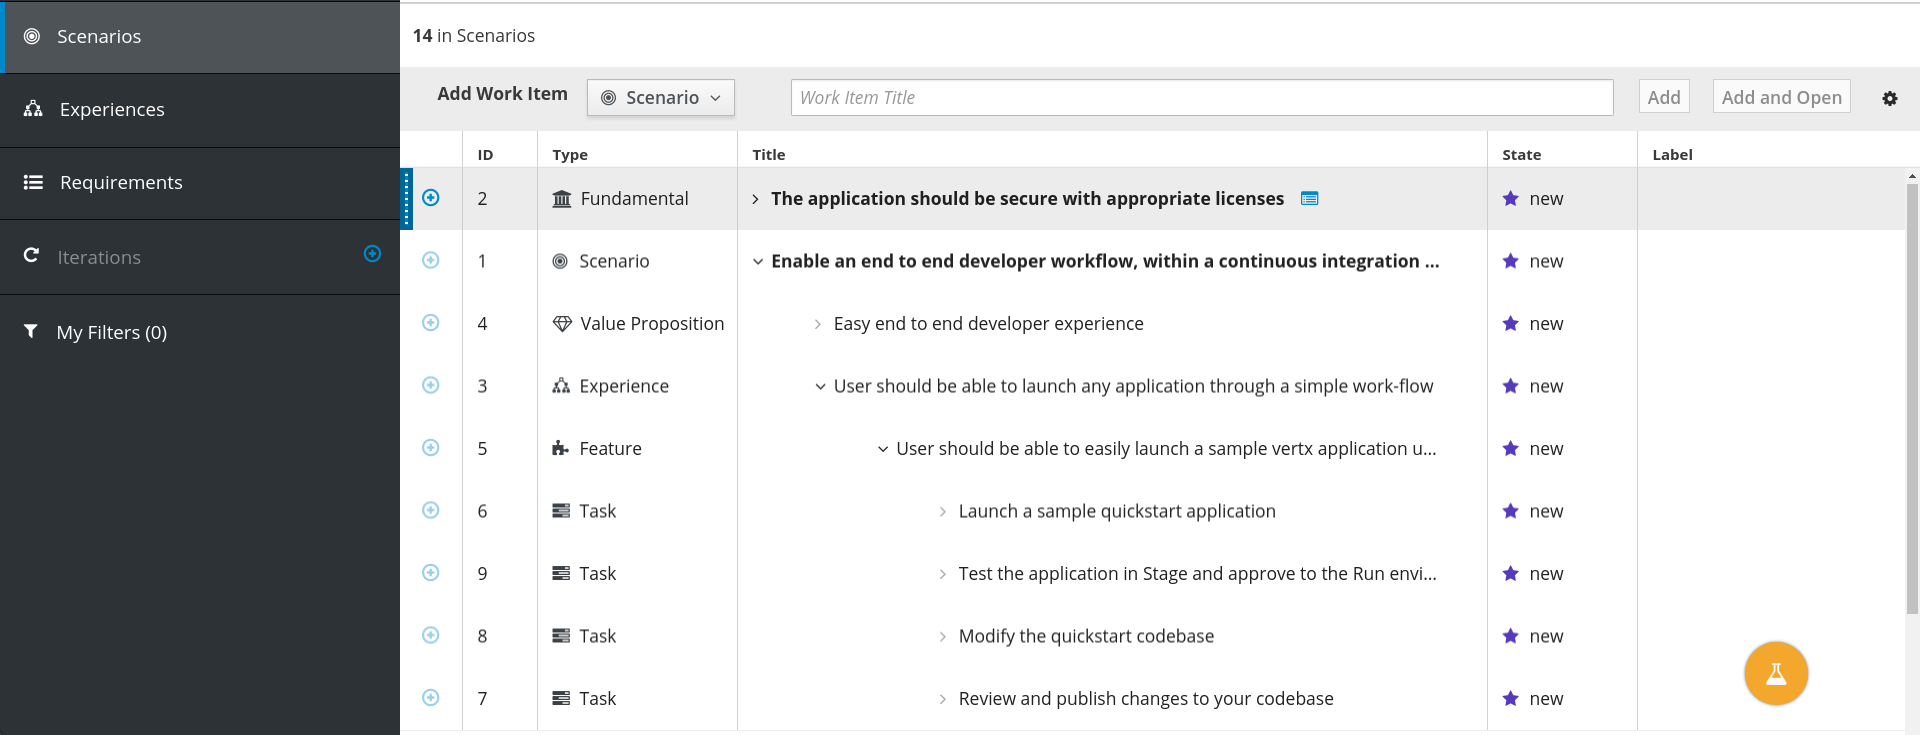 Scenarios
Experiences
Requirements
Iterations
My Filters (0)
14 in Scenarios
Add Work Item Scenario Work Item Title Add Add and Open
ID Type Title State Label
2 Fundamental The application should be secure with appropriate licenses new
1 Scenario Enable an end to end developer workflow, within a continuous integration ... new
4 Value Proposition Easy end to end developer experience new
3 Experience User should be able to launch any application through a simple work-flow new
5 Feature User should be able to easily launch a sample vertx application u... new
6 Task Launch a sample quickstart application new
9 Task Test the application in Stage and approve to the Run envi... new
8 Task Modify the quickstart codebase new
7 Task Review and publish changes to your codebase new